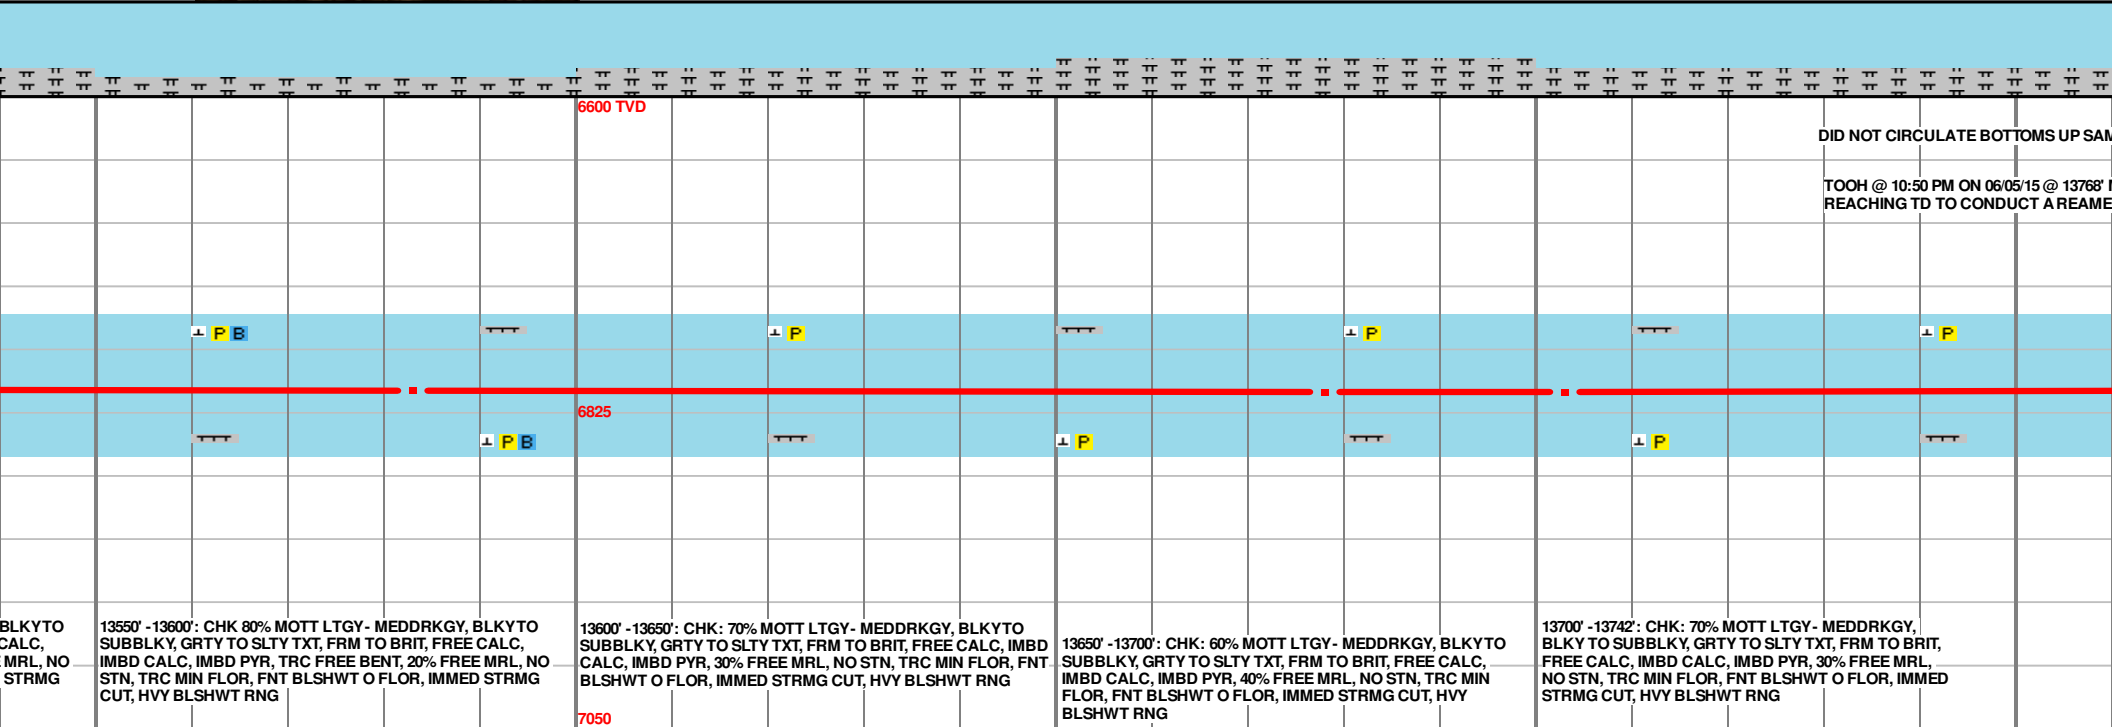 6600 TVD
DID NOT CIRCULATE BOTTOMS UP SAM
TOOH @ 10:50 PM ON 06/05/15 @ 13768'
REACHING TD TO CONDUCT A REAME
P B
P
P
P
6825
P B
P
P
BLKY TO
CALC,
MRL, NO
STRMG
13550' -13600': CHK 80% MOTT LTGY- MEDDRKGY, BLKY TO
SUBBLKY, GRTY TO SLTY TXT, FRM TO BRIT, FREE CALC,
IMBD CALC, IMBD PYR, TRC FREE BENT, 20% FREE MRL, NO
STN, TRC MIN FLOR, FNT BLSHWT O FLOR, IMMED STRMG
CUT, HVY BLSHWT RNG
13600' -13650': CHK: 70% MOTT LTGY- MEDDRKGY, BLKY TO
SUBBLKY, GRTY TO SLTY TXT, FRM TO BRIT, FREE CALC, IMBD
CALC, IMBD PYR, 30% FREE MRL, NO STN, TRC MIN FLOR, FNT
BLSHWT O FLOR, IMMED STRMG CUT, HVY BLSHWT RNG
13650' -13700': CHK: 60% MOTT LTGY- MEDDRKGY, BLKY TO
SUBBLKY, GRTY TO SLTY TXT, FRM TO BRIT, FREE CALC,
IMBD CALC, IMBD PYR, 40% FREE MRL, NO STN, TRC MIN
FLOR, FNT BLSHWT O FLOR, IMMED STRMG CUT, HVY
BLSHWT RNG
13700' -13742': CHK: 70% MOTT LTGY- MEDDRKGY,
BLKY TO SUBBLKY, GRTY TO SLTY TXT, FRM TO BRIT,
FREE CALC, IMBD CALC, IMBD PYR, 30% FREE MRL,
NO STN, TRC MIN FLOR, FNT BLSHWT O FLOR, IMMED
STRMG CUT, HVY BLSHWT RNG
7050